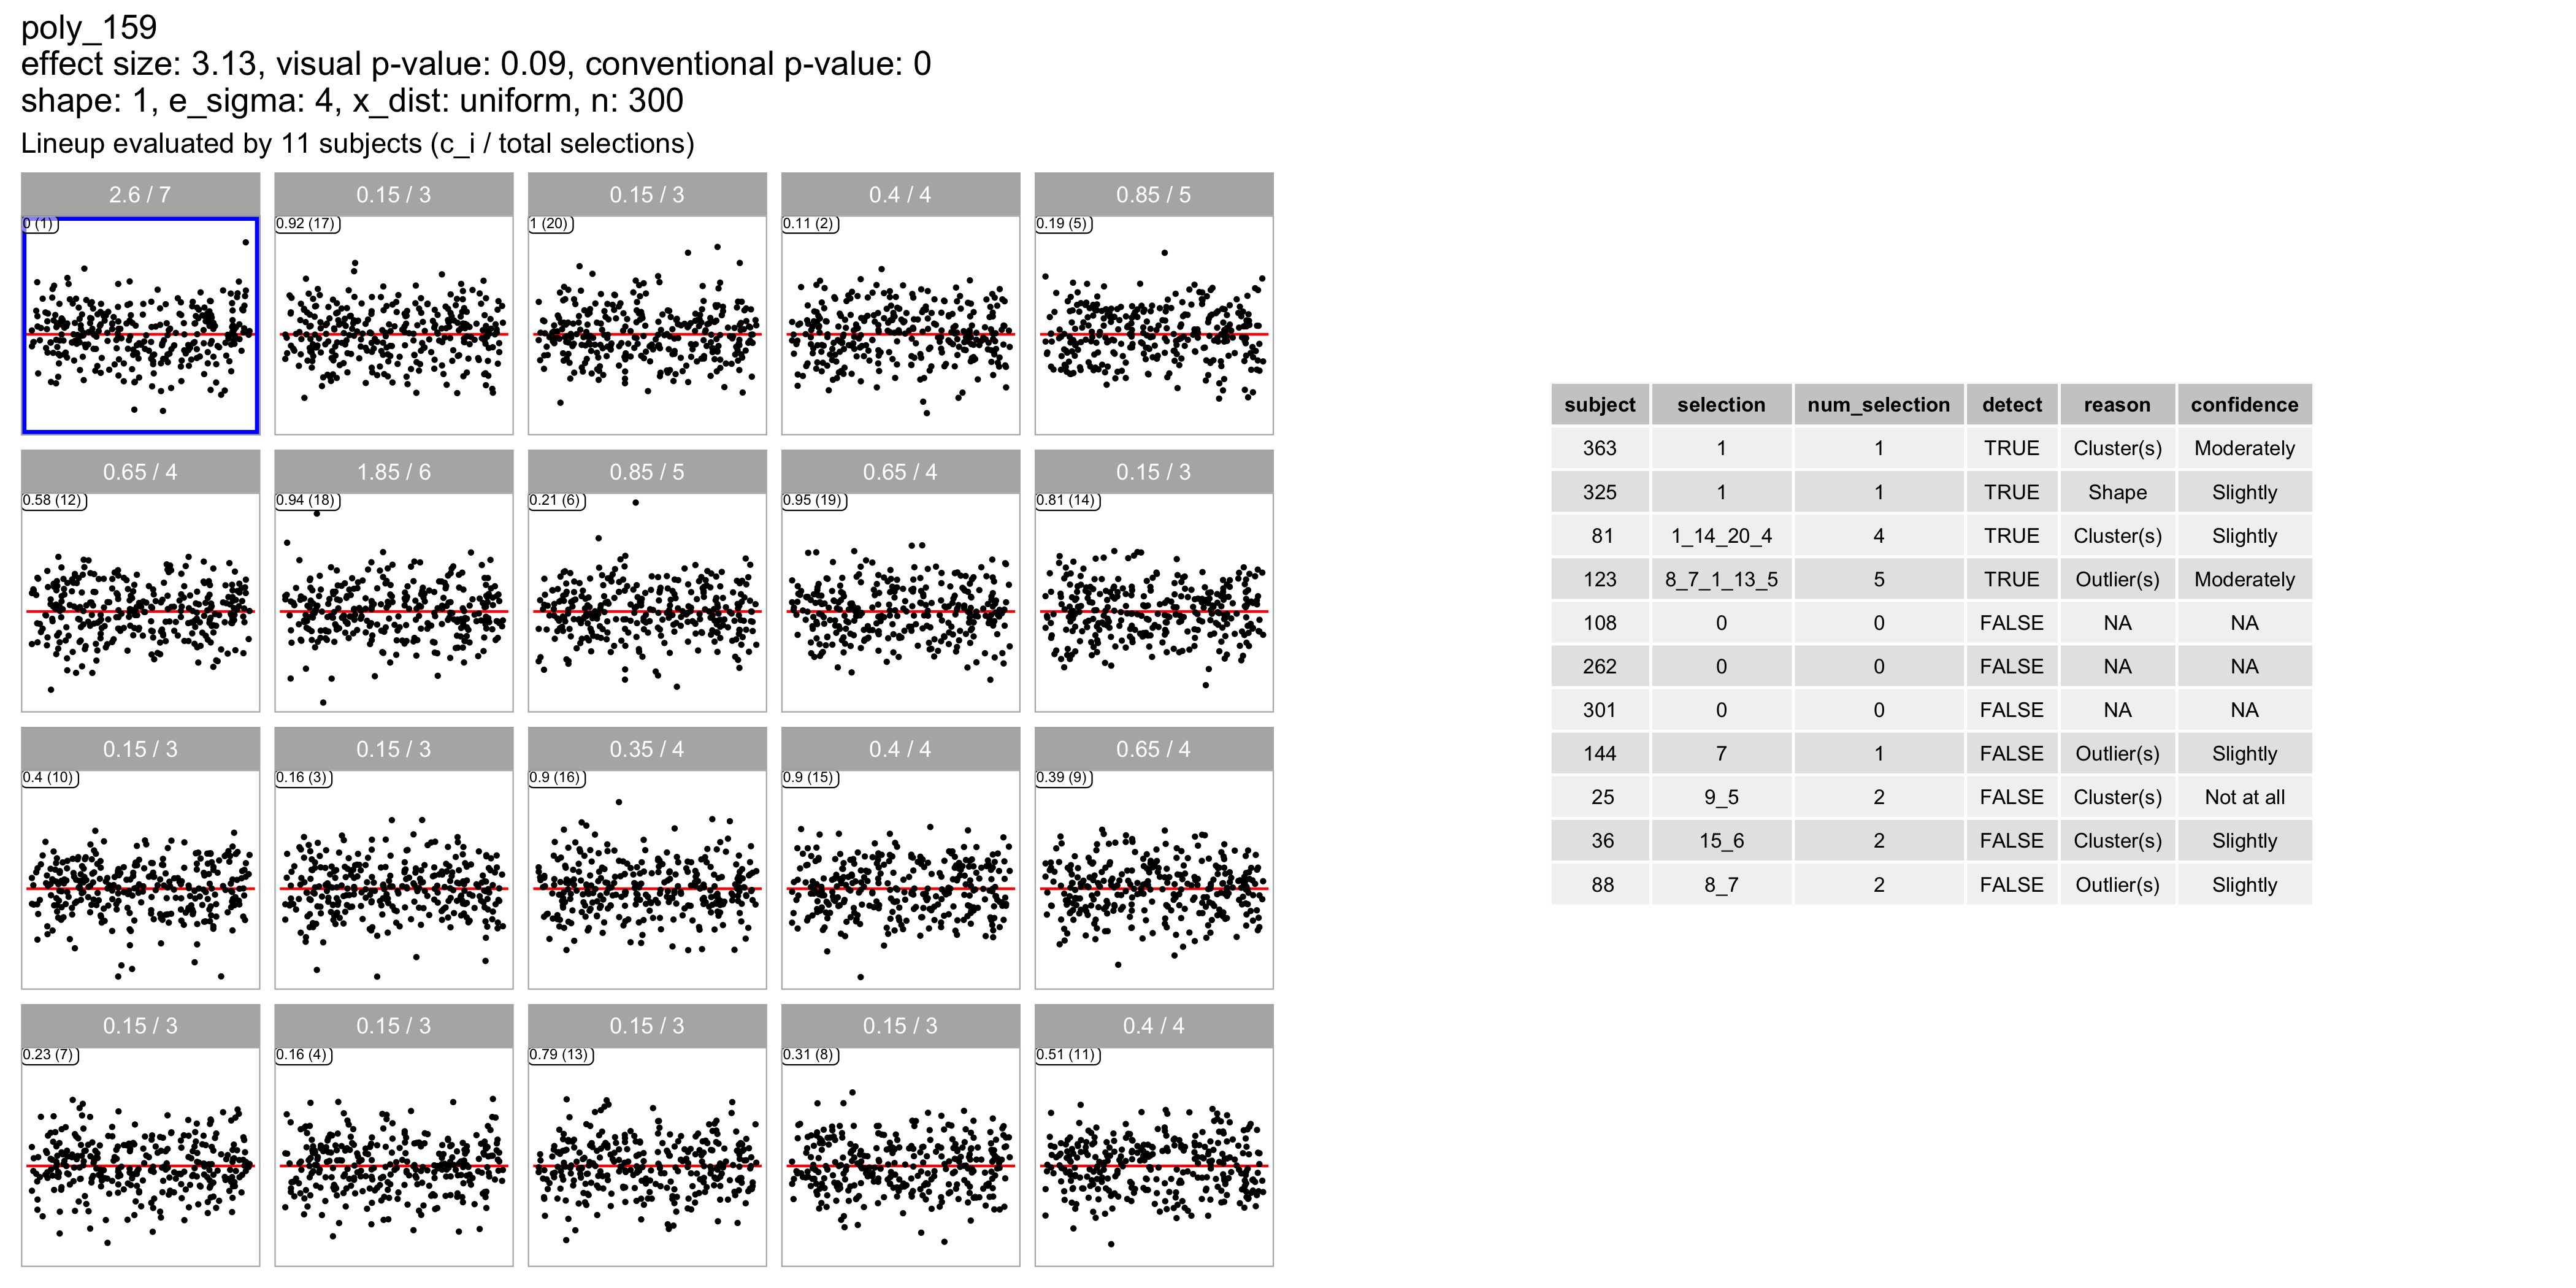 poly_159
effect size: 3.13, visual p-value: 0.09, conventional p-value: 0
shape: 1, e_sigma: 4, x_dist: uniform, n: 300
Lineup evaluated by 11 subjects (c_i / total selections)
2.6 / 7 0.15 / 3 0.15 / 3 0.4 / 4 0.85 / 5
0 (1) 0.92 (17) 1 (20) 0.11 (2) 0.19 (5)
0.65 / 4 1.85 / 6 0.85 / 5 0.65 / 4 0.15 / 3
0.58 (12) 0.94 (18) 0.21 (6) 0.95 (19) 0.81 (14)
0.15 / 3 0.15 / 3 0.35 / 4 0.4 / 4 0.65 / 4
0.4 (10) 0.16 (3) 0.9 (16) 0.9 (15) 0.39 (9)
0.15 / 3 0.15 / 3 0.15 / 3 0.15 / 3 0.4 / 4
0.23 (7) 0.16 (4) 0.79 (13) 0.31 (8) 0.51 (11)
subject selection num_selection detect reason confidence
363 1 1 TRUE Cluster(s) Moderately
325 1 1 TRUE Shape Slightly
81 1_14_20_4 4 TRUE Cluster(s) Slightly
123 8_7_1_13_5 5 TRUE Outlier(s) Moderately
108 0 0 FALSE NA NA
262 0 0 FALSE NA NA
301 0 0 FALSE NA NA
144 7 1 FALSE Outlier(s) Slightly
25 9_5 2 FALSE Cluster(s) Not at all
36 15_6 2 FALSE Cluster(s) Slightly
88 8_7 2 FALSE Outlier(s) Slightly